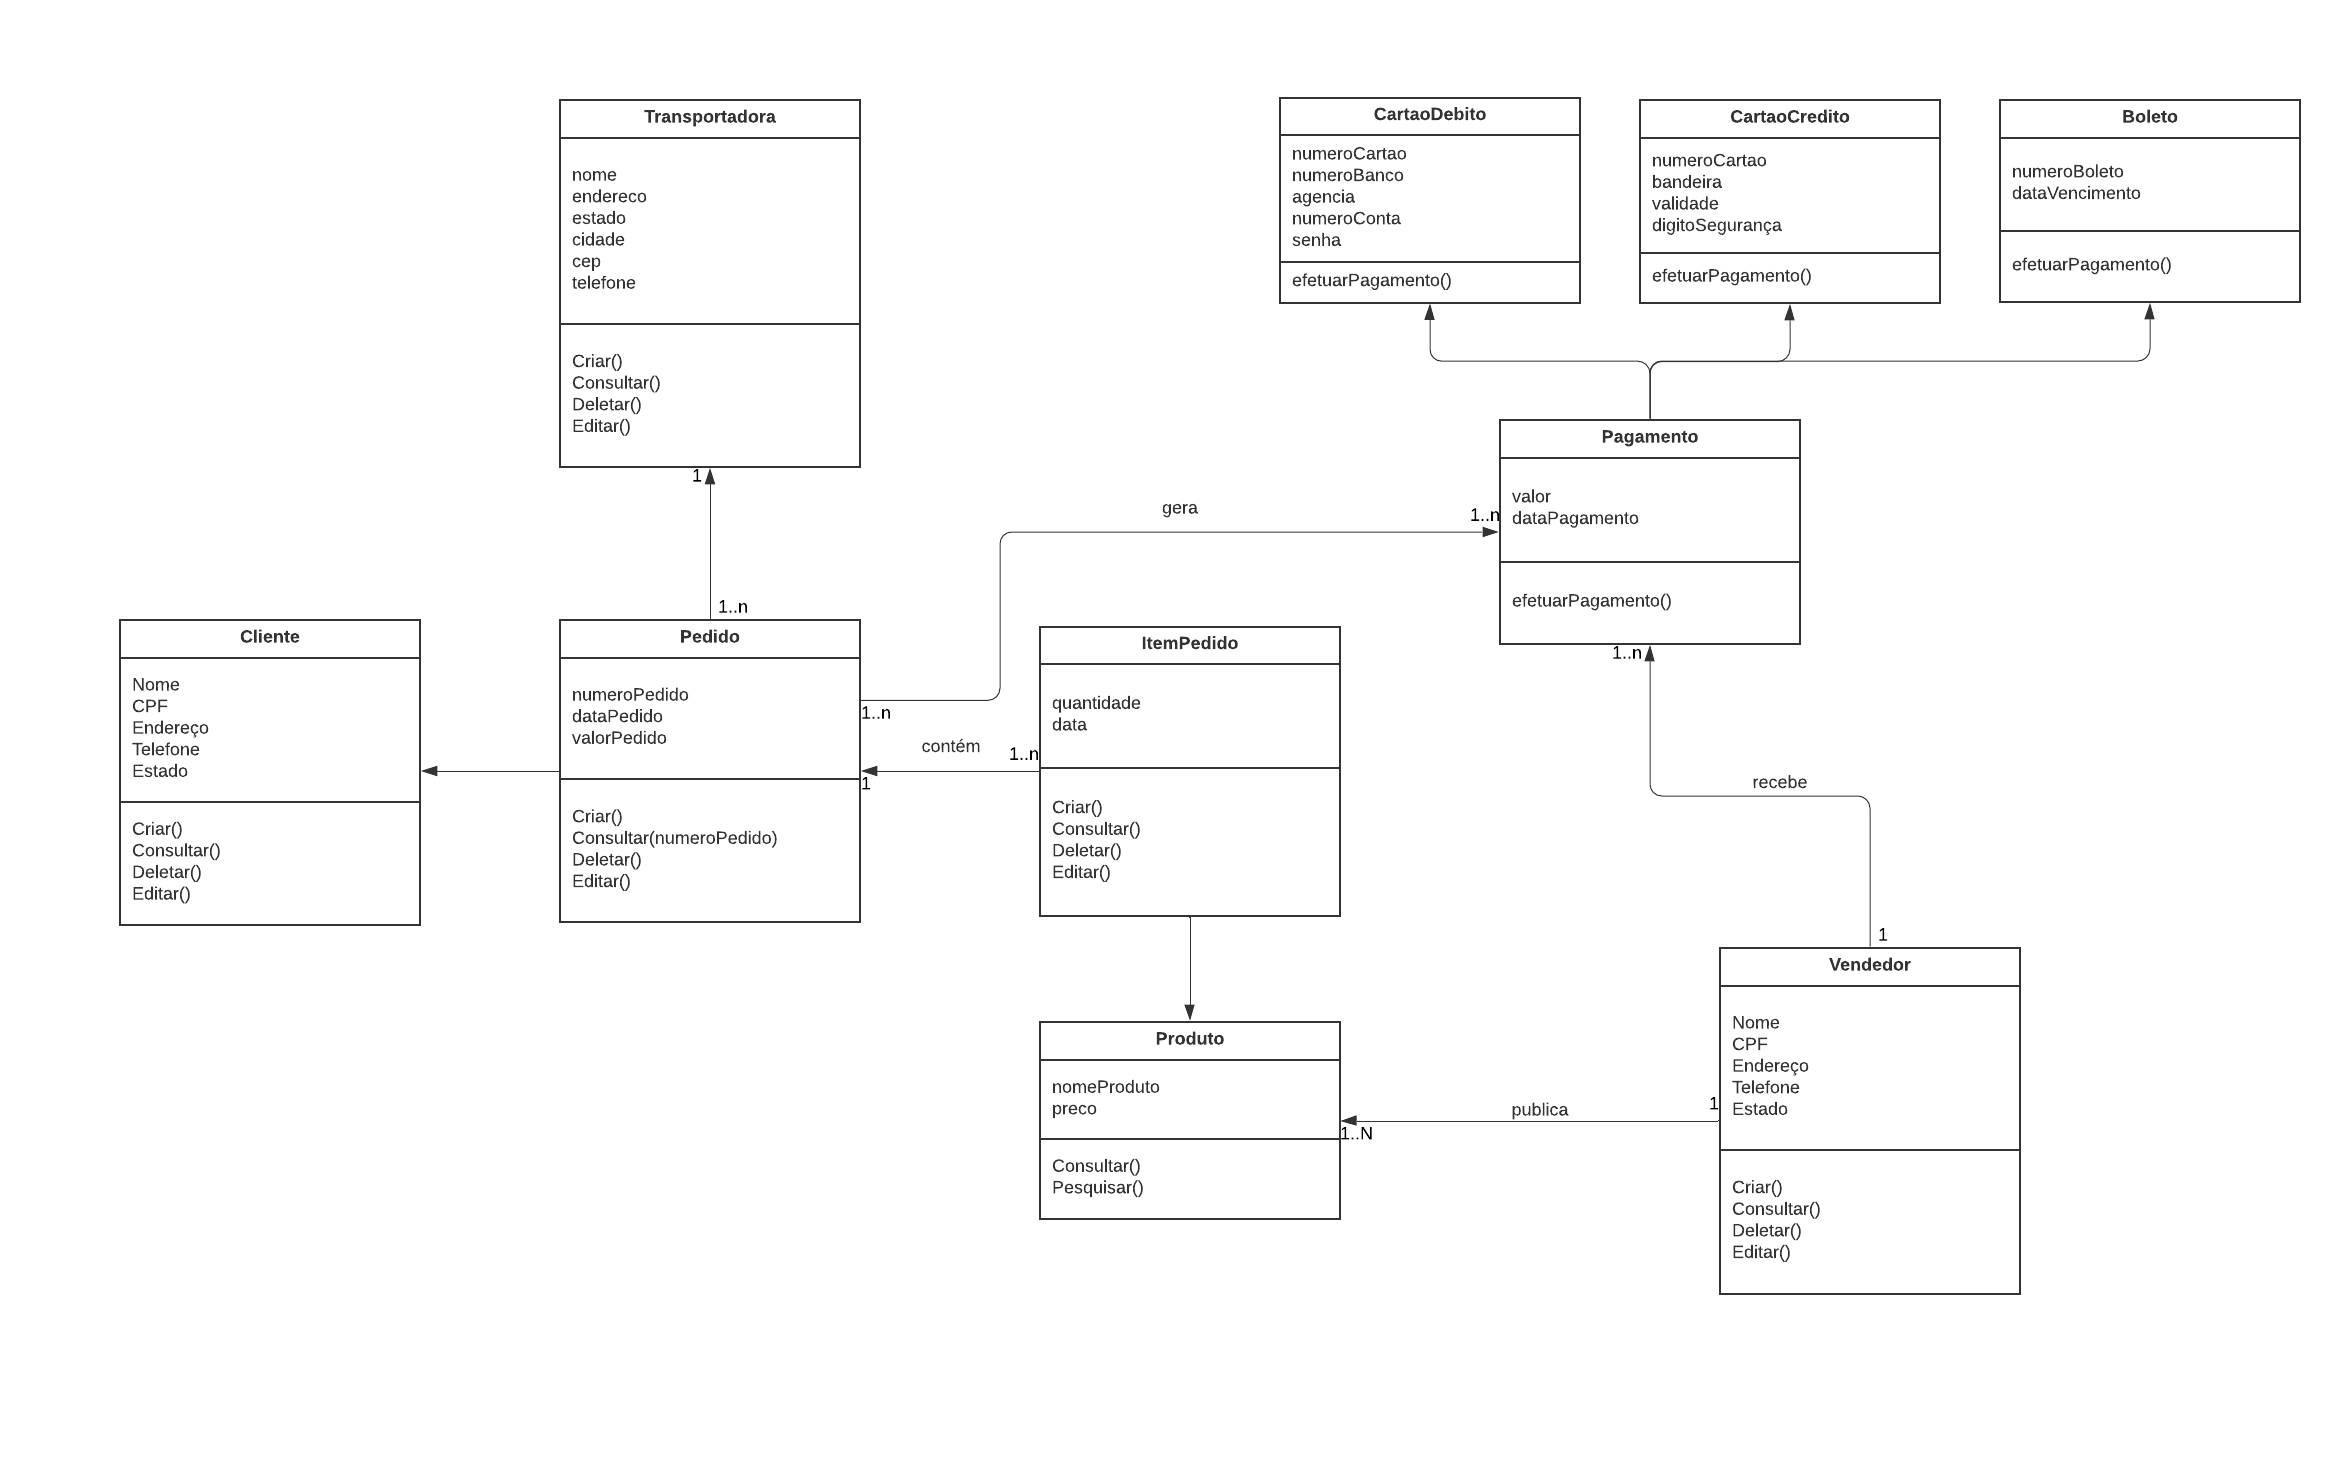 Transportadora
nome
endereco
estado
cidade
cep
telefone
Criar()
Consultar()
Deletar()
Editar()
CartaoDebito
numeroCartao
numeroBanco
agencia
numeroConta
senha
efetuarPagamento()
CartaoCredito
numeroCartao
bandeira
validade
digitoSegurança
efetuarPagamento()
Boleto
numeroBoleto
dataVencimento
efetuarPagamento()
1
1..n
gera
1..n
1..n
Pagamento
valor
dataPagamento
efetuarPagamento()
Cliente
Nome
CPF
Endereço
Telefone
Estado
Criar()
Consultar()
Deletar()
Editar()
Pedido
numeroPedido
dataPedido
valorPedido
Criar()
Consultar(numeroPedido)
Deletar()
Editar()
contém
1..n
1
ItemPedido
quantidade
data
Criar()
Consultar()
Deletar()
Editar()
1..n
recebe
1
Produto
nomeProduto
preco
Consultar()
Pesquisar()
publica
1
1..N
Vendedor
Nome
CPF
Endereço
Telefone
Estado
Criar()
Consultar()
Deletar()
Editar()